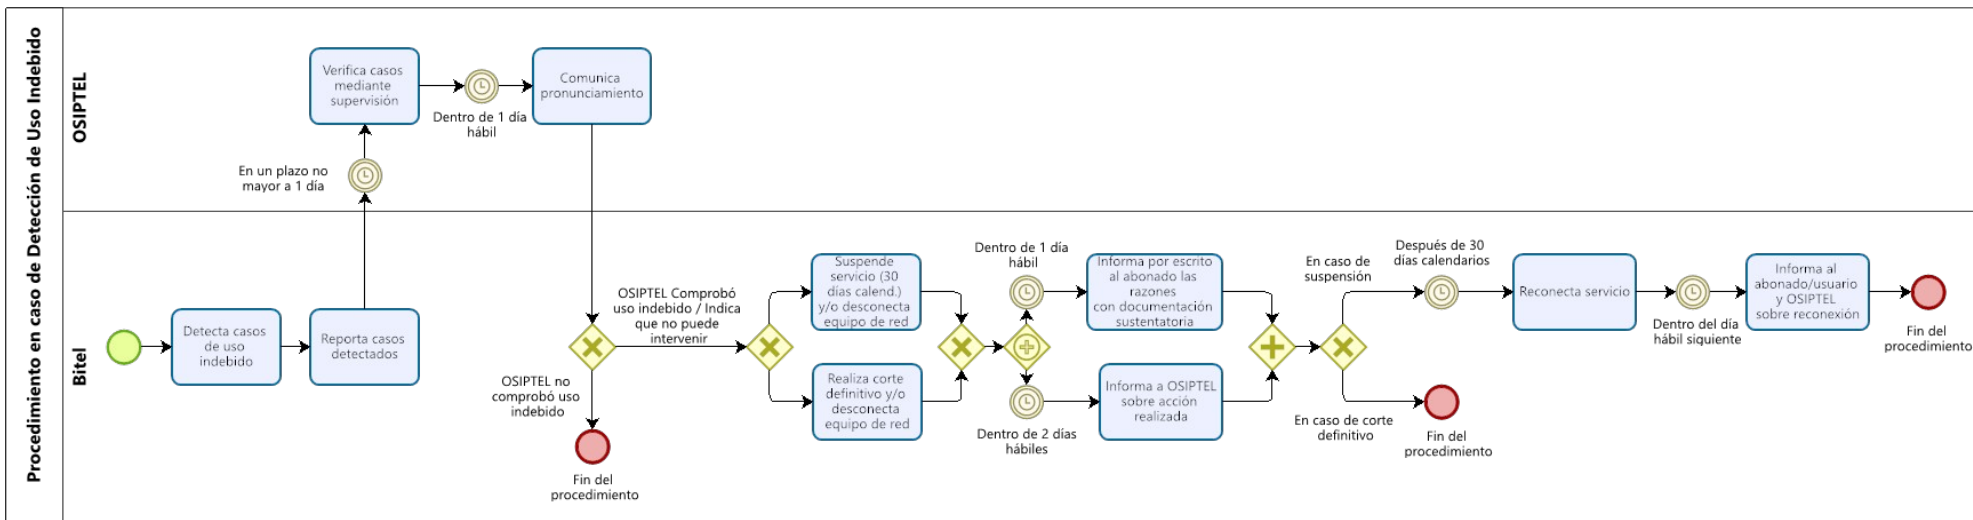 Procedimiento en caso de Detección de Uso Indebido
OSIPTEL
Verifica casos
mediante
supervisión
Dentro de 1 día
hábil
Comunica
pronunciamiento
En un plazo no
mayor a 1 día
Bitel
Detecta casos
de uso
indebido
Reporta casos
detectados
OSIPTEL no
comprobó uso
indebido
Fin del
procedimiento
OSIPTEL Comprobó
uso indebido / Indica
que no puede
intervenir
Suspende
servicio (30
días calend.)
y/o desconecta
equipo de red
Realiza corte
definitivo y/o
desconecta
equipo de red
Dentro de 1 día
hábil
Informa por escrito
al abonado las
razones
con documentación
sustentatoria
Dentro de 2 días
hábiles
Informa a OSIPTEL
sobre acción
realizada
En caso de
suspensión
Después de 30
días calendarios
Reconecta servicio
Dentro del día
hábil siguiente
Informa al
abonado/usuario
y OSIPTEL
sobre reconexión
Fin del
procedimiento
En caso de corte
definitivo
Fin del
procedimiento